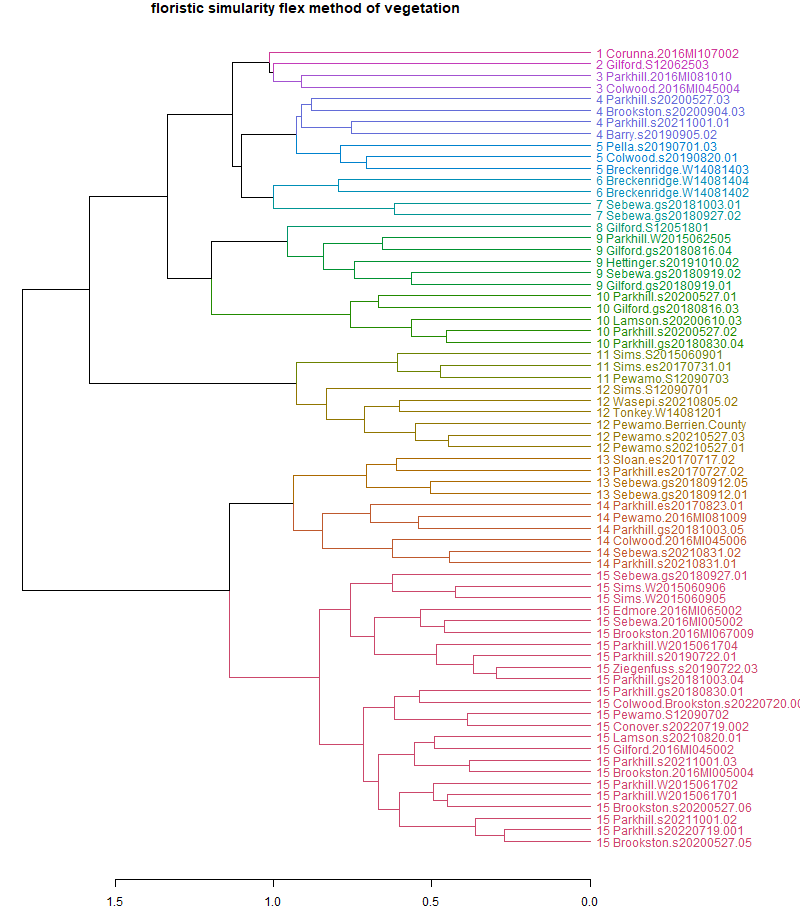 floristic simularity flex method of vegetation
1 Corunna.2016MI107002
2 Gilford.S12062503
3 Parkhill.2016MI081010
3 Colwood.2016MI045004
4 Parkhill.s20200527.03
4 Brookston.s20200904.03
4 Parkhill.s20211001.01
4 Barry.s20190905.02
5 Pella.s20190701.03
5 Colwood.s20190820.01
5 Breckenridge.W14081403
6 Breckenridge.W14081404
6 Breckenridge.W14081402
7 Sebewa.gs20181003.01
7 Sebewa.gs20180927.02
8 Gilford.S12051801
9 Parkhill.W2015062505
9 Gilford.gs20180816.04
9 Hettinger.s20191010.02
9 Sebewa.gs20180919.02
9 Gilford.gs20180919.01
10 Parkhill.s20200527.01
10 Gilford.gs20180816.03
10 Lamson.s20200610.03
10 Parkhill.s20200527.02
10 Parkhill.gs20180830.04
11 Sims.S2015060901
11 Sims.es20170731.01
11 Pewamo.S12090703
12 Sims.S12090701
12 Wasepi.s20210805.02
12 Tonkey.W14081201
12 Pewamo.Berrien.County
12 Pewamo.s20210527.03
12 Pewamo.s20210527.01
13 Sloan.es20170717.02
13 Parkhill.es20170727.02
13 Sebewa.gs20180912.05
13 Sebewa.gs20180912.01
14 Parkhill.es20170823.01
14 Pewamo.2016MI081009
14 Parkhill.gs20181003.05
14 Colwood.2016MI045006
14 Sebewa.s20210831.02
14 Parkhill.s20210831.01
15 Sebewa.gs20180927.01
15 Sims.W2015060906
15 Sims.W2015060905
15 Edmore.2016MI065002
15 Sebewa.2016MI005002
15 Brookston.2016MI067009
15 Parkhill.W2015061704
15 Parkhill.s20190722.01
15 Ziegenfuss.s20190722.03
15 Parkhill.gs20181003.04
15 Parkhill.gs20180830.01
15 Colwood.Brookston.s20220720.00
15 Pewamo.S12090702
15 Conover.s20220719.002
15 Lamson.s20210820.01
15 Gilford.2016MI045002
15 Parkhill.s20211001.03
15 Brookston.2016MI005004
15 Parkhill.W2015061702
15 Parkhill.W2015061701
15 Brookston.s20200527.06
15 Parkhill.s20211001.02
15 Parkhill.s20220719.001
15 Brookston.s20200527.05
1.5 1.0 0.5 0.0